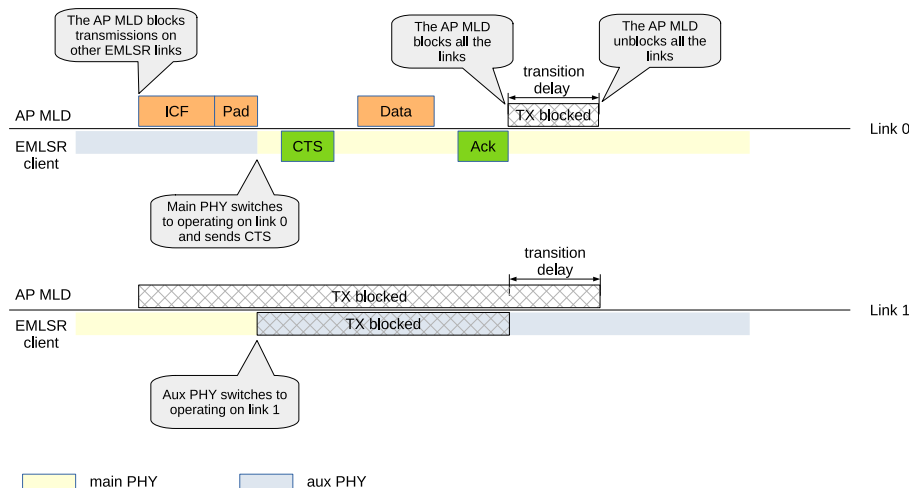 The AP MLD blocks
transmissions on
other EMLSR links
The AP MLD
blocks all the
links
The AP MLD
unblocks all the
links
transition
delay
ICF
Pad
Data
TX blocked
AP MLD
Link 0
EMLSR
client
CTS
Ack
Main PHY switches
to operating on link 0
and sends CTS
transition
delay
AP MLD
TX blocked
Link 1
EMLSR
client
TX blocked
Aux PHY switches to
operating on link 1
main PHY
aux PHY